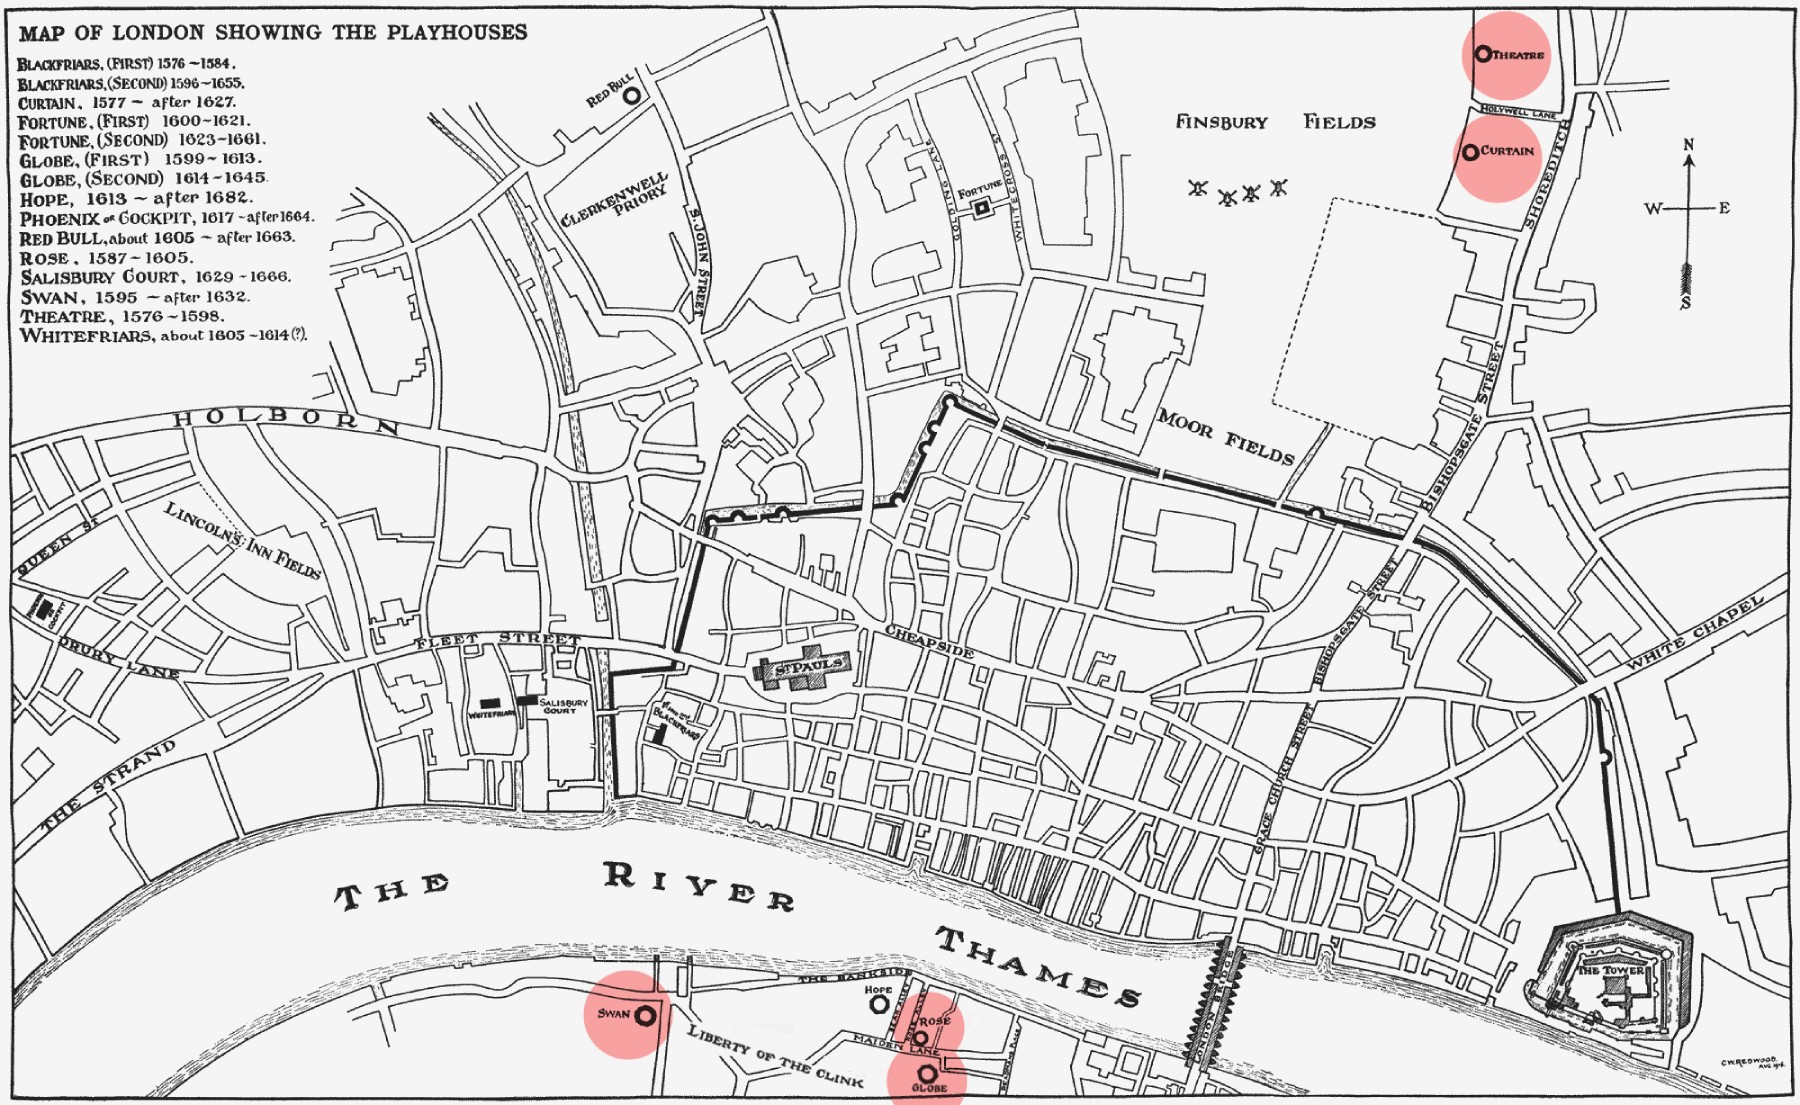 MAP OF LONDON SHOWING THE PLAYHOUSES
BLACKFRIARS, (FIRST) 1576 ~ 1584.
BLACKFRIARS, (SECOND) 1596 ~ 1655.
CURTAIN, 1577 ~ after 1627.
FORTUNE, (FIRST) 1600 ~ 1621.
FORTUNE, (SECOND) 1623 ~ 1661.
GLOBE, (FIRST) 1599 ~ 1613.
GLOBE, (SECOND) 1614 ~ 1645.
HOPE, 1613 ~ after 1682.
PHOENIX or COCKPIT, 1617 ~ after 1664.
RED BULL, about 1605 ~ after 1663.
ROSE, 1587 ~ 1605.
SALISBURY COURT, 1629 ~ 1666.
SWAN, 1595 ~ after 1632.
THEATRE, 1576 ~ 1598.
WHITEFRIARS, about 1605 ~ 1614 (?).
RED BULL
THEATRE
HOLYWELL LANE
CURTAIN
SHOREDITCH
FINSBURY FIELDS
N
W E
S
CLERKENWELL
PRIORY
S. JOHN STREET
GOLDING LANE
FORTUNE
WHITECROSS ST
HOLBORN
MOOR FIELDS
BISHOPSGATE STREET
LINCOLN'S INN FIELDS
QUEEN ST
PHOENIX
OR
COCKPIT
DRURY LANE
FLEET STREET
CHEAPSIDE
ST PAULS
BISHOPSGATE STREET
WHITE CHAPEL
WHITEFRIARS
SALISBURY
COURT
BLACKFRIARS
GRACE CHURCH STREET
THE STRAND
THE RIVER THAMES
THE TOWER
LONDON BRIDGE
THE BANKSIDE
SWAN
HOPE
BEAR ALLEY
ROSE
MAIDEN LANE
GLOBE
LIBERTY OF THE CLINK
C.W. REDWOOD.